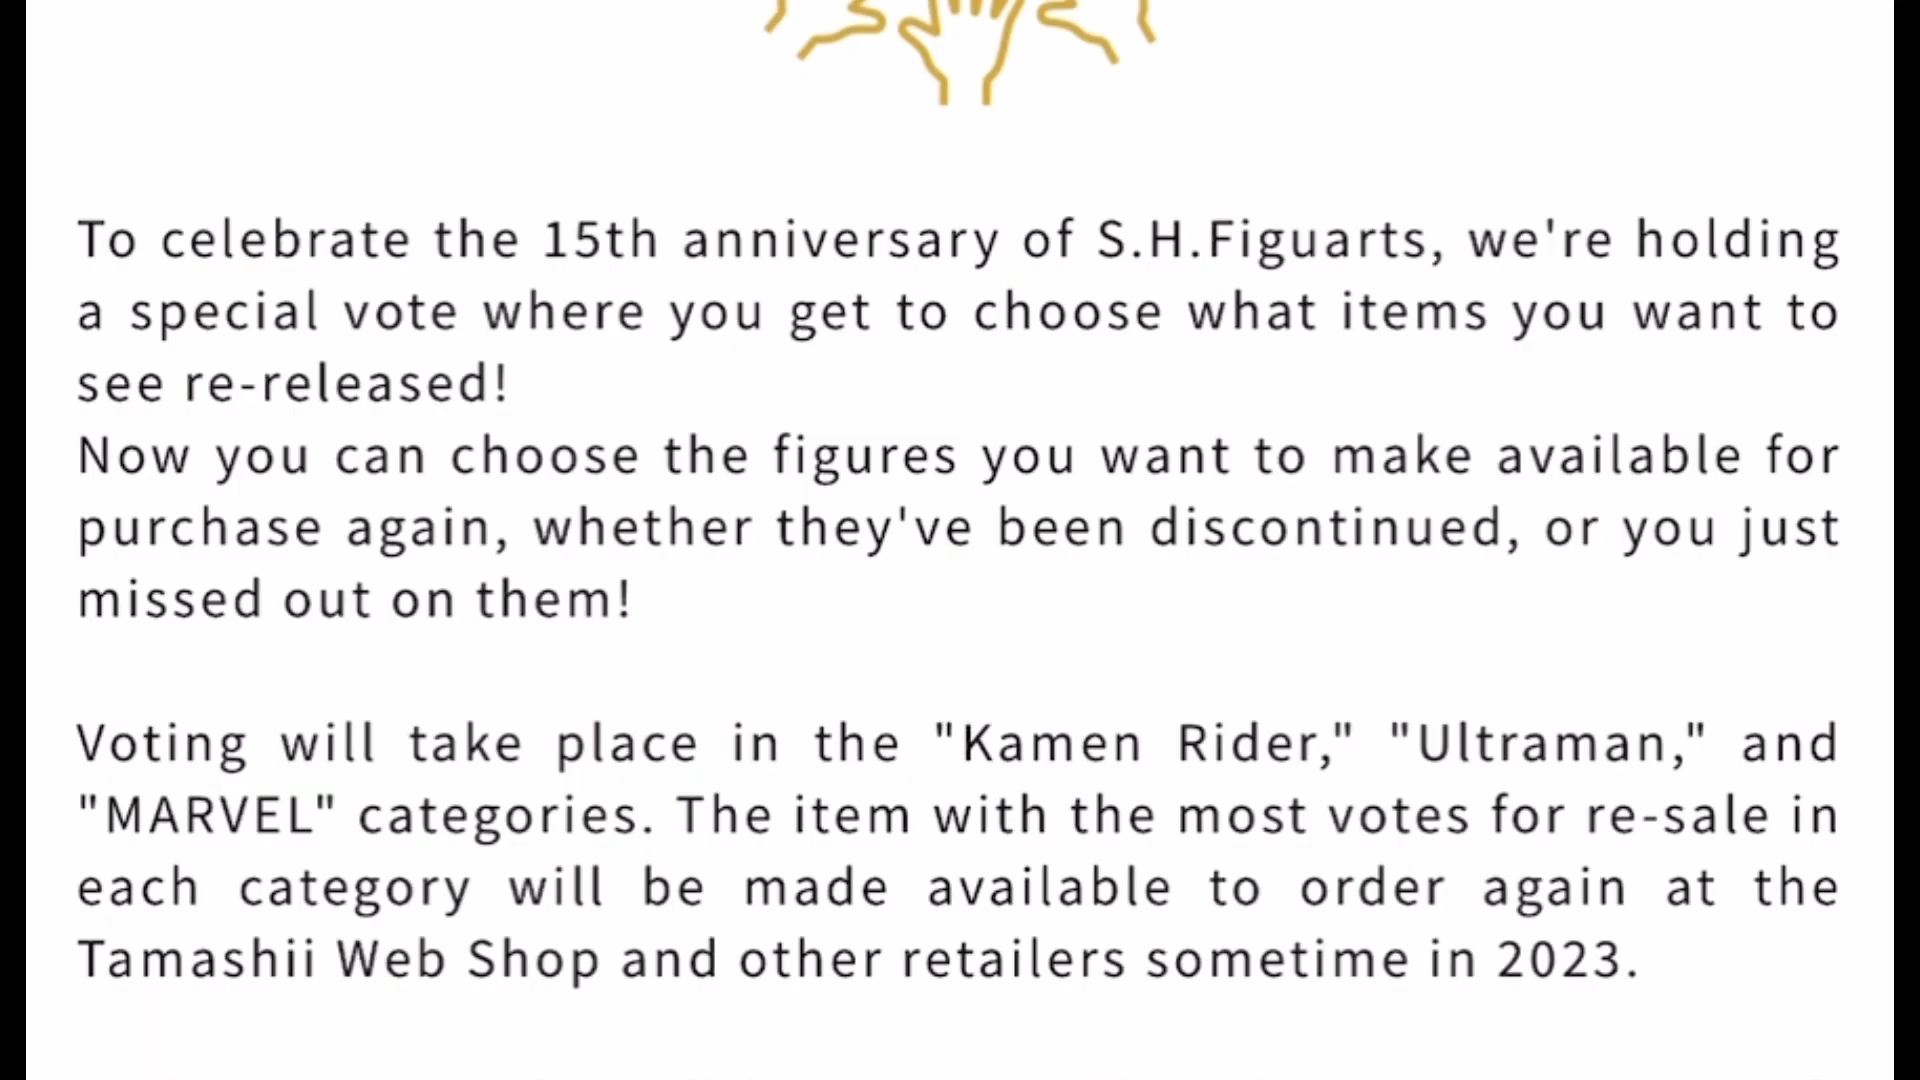 To celebrate the 15th anniversary of S.H.Figuarts, we're holding
a special vote where you get to choose what items you want to
see re-released!
Now you can choose the figures you want to make available for
purchase again, whether they've been discontinued, or you just
missed out on them!
Voting will take place in the "Kamen Rider," "Ultraman," and
"MARVEL" categories. The item with the most votes for re-sale in
each category will be made available to order again at the
Tamashii Web Shop and other retailers sometime in 2023.